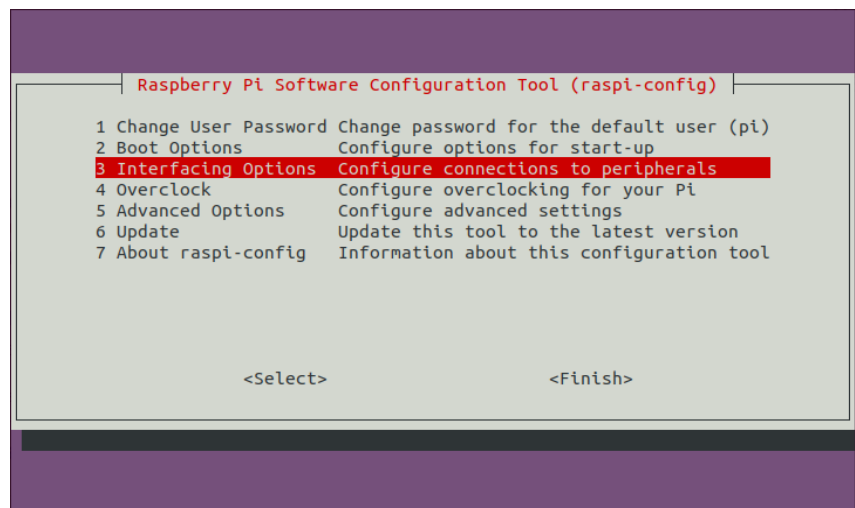 Raspberry Pi Software Configuration Tool (raspi-config)
1 Change User Password Change password for the default user (pi)
2 Boot Options Configure options for start-up
3 Interfacing Options Configure connections to peripherals
4 Overclock Configure overclocking for your Pi
5 Advanced Options Configure advanced settings
6 Update Update this tool to the latest version
7 About raspi-config Information about this configuration tool
<Select> <Finish>